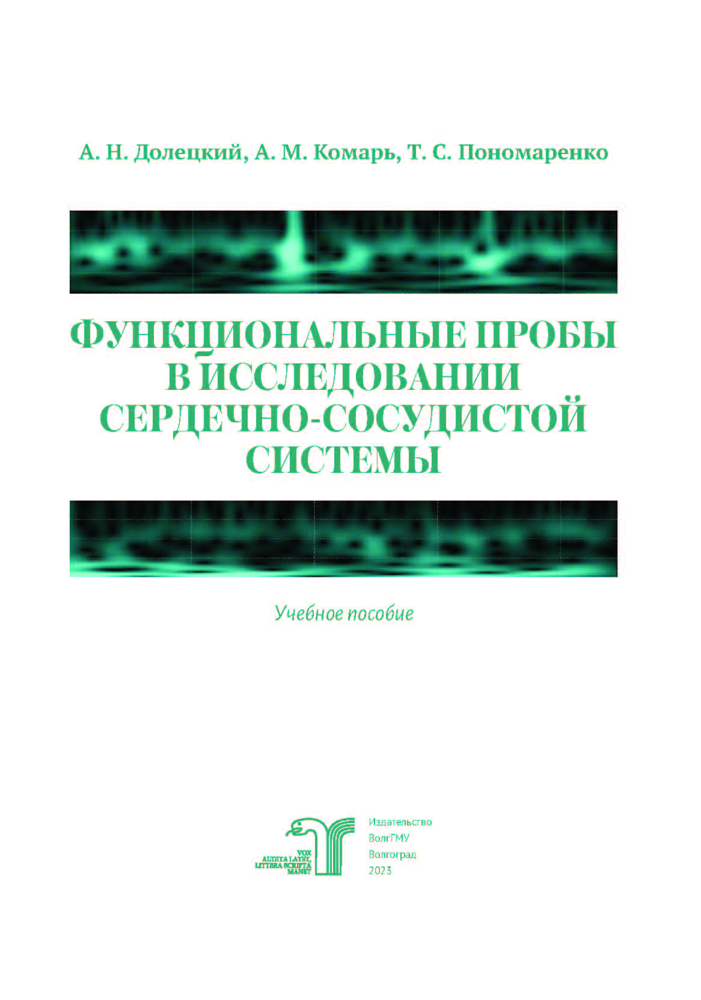 А. Н. Долецкий, А. М. Комарь, Т. С. Пономаренко
ФУНКЦИОНАЛЬНЫЕ ПРОБЫ
В ИССЛЕДОВАНИИ
СЕРДЕЧНО-СОСУДИСТОЙ
СИСТЕМЫ
Учебное пособие
VOX
AUDITA LATET,
LITTERA SCRIPTA
MANET
Издательство
ВолгГМУ
Волгоград
2023